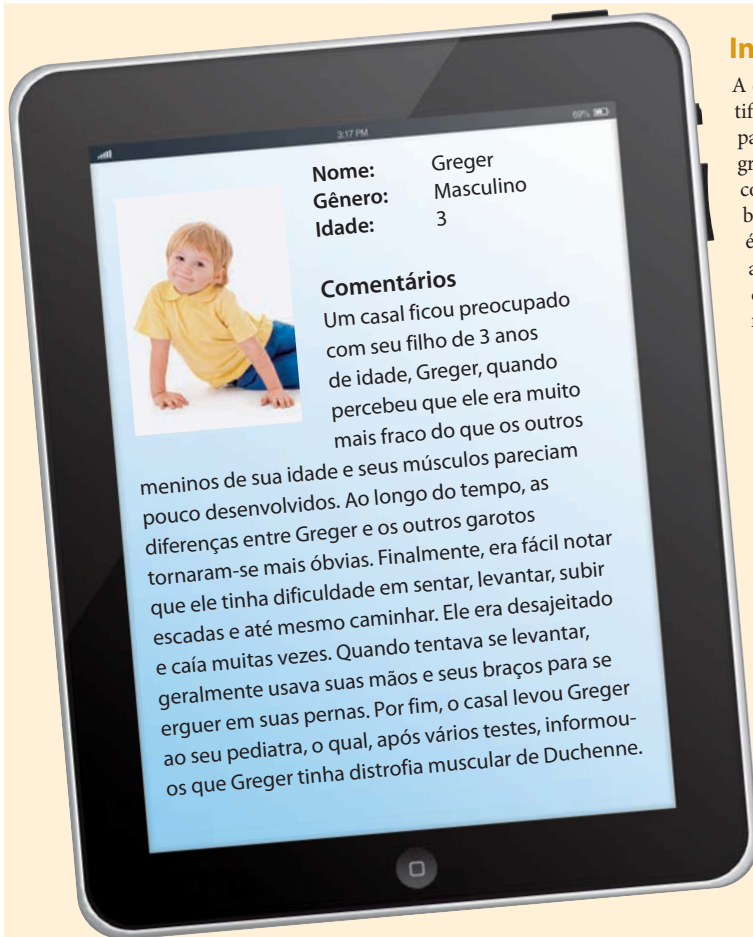 In
A
tif
pa
gr
co
b
é
a
3:17 PM
69%
Nome: Greger
Gênero: Masculino
Idade: 3
Comentários
Um casal ficou preocupado
com seu filho de 3 anos
de idade, Greger, quando
percebeu que ele era muito
mais fraco do que os outros
meninos de sua idade e seus músculos pareciam
pouco desenvolvidos. Ao longo do tempo, as
diferenças entre Greger e os outros garotos
tornaram-se mais óbvias. Finalmente, era fácil notar
que ele tinha dificuldade em sentar, levantar, subir
escadas e até mesmo caminhar. Ele era desajeitado
e caía muitas vezes. Quando tentava se levantar,
geralmente usava suas mãos e seus braços para se
erguer em suas pernas. Por fim, o casal levou Greger
ao seu pediatra, o qual, após vários testes, informou-
os que Greger tinha distrofia muscular de Duchenne.